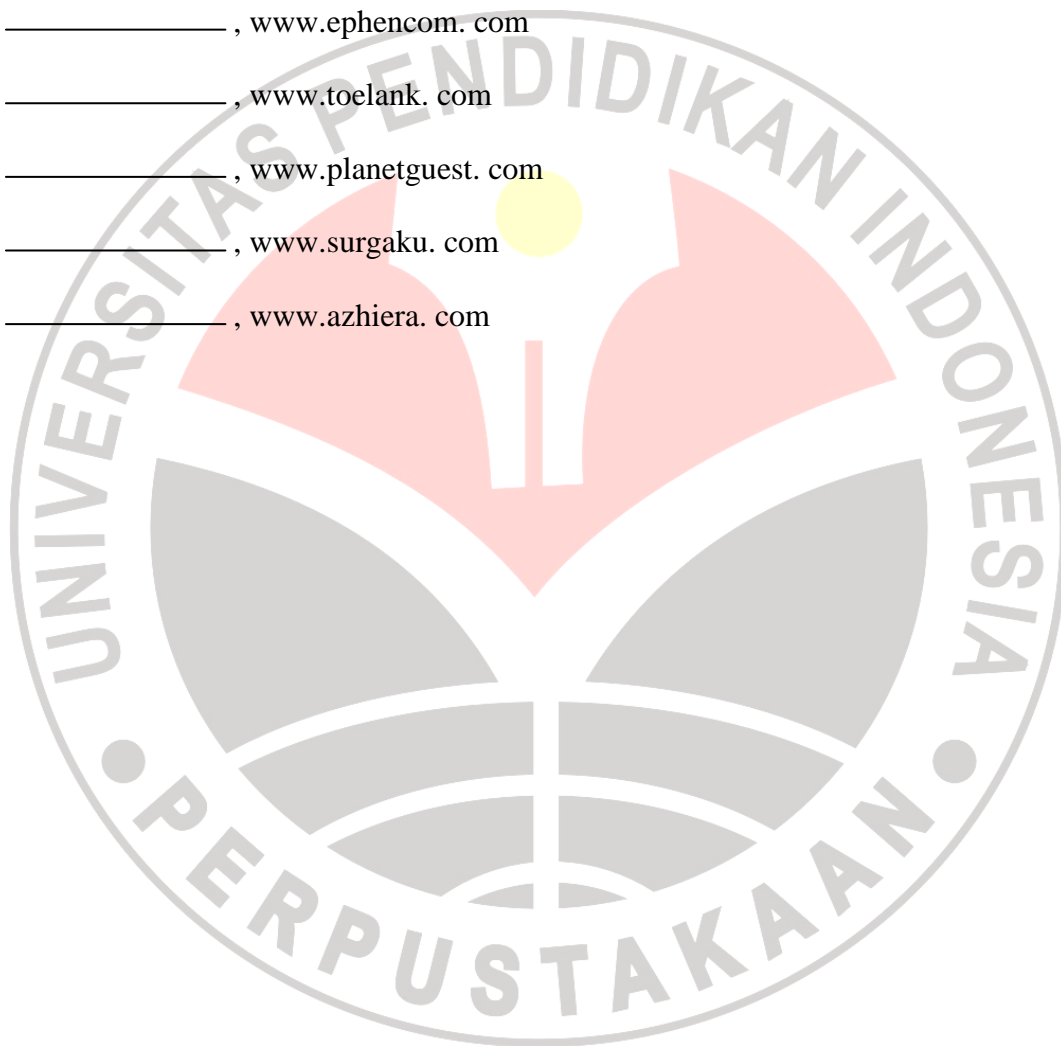 _______________ , www.ephencom. com
_______________ , www.toelank. com
_______________ , www.planetguest. com
_______________ , www.surgaku. com
_______________ , www.azhiera. com
UNIVERSITAS PENDIDIKAN INDONESIA
PERPUSTAKAAN